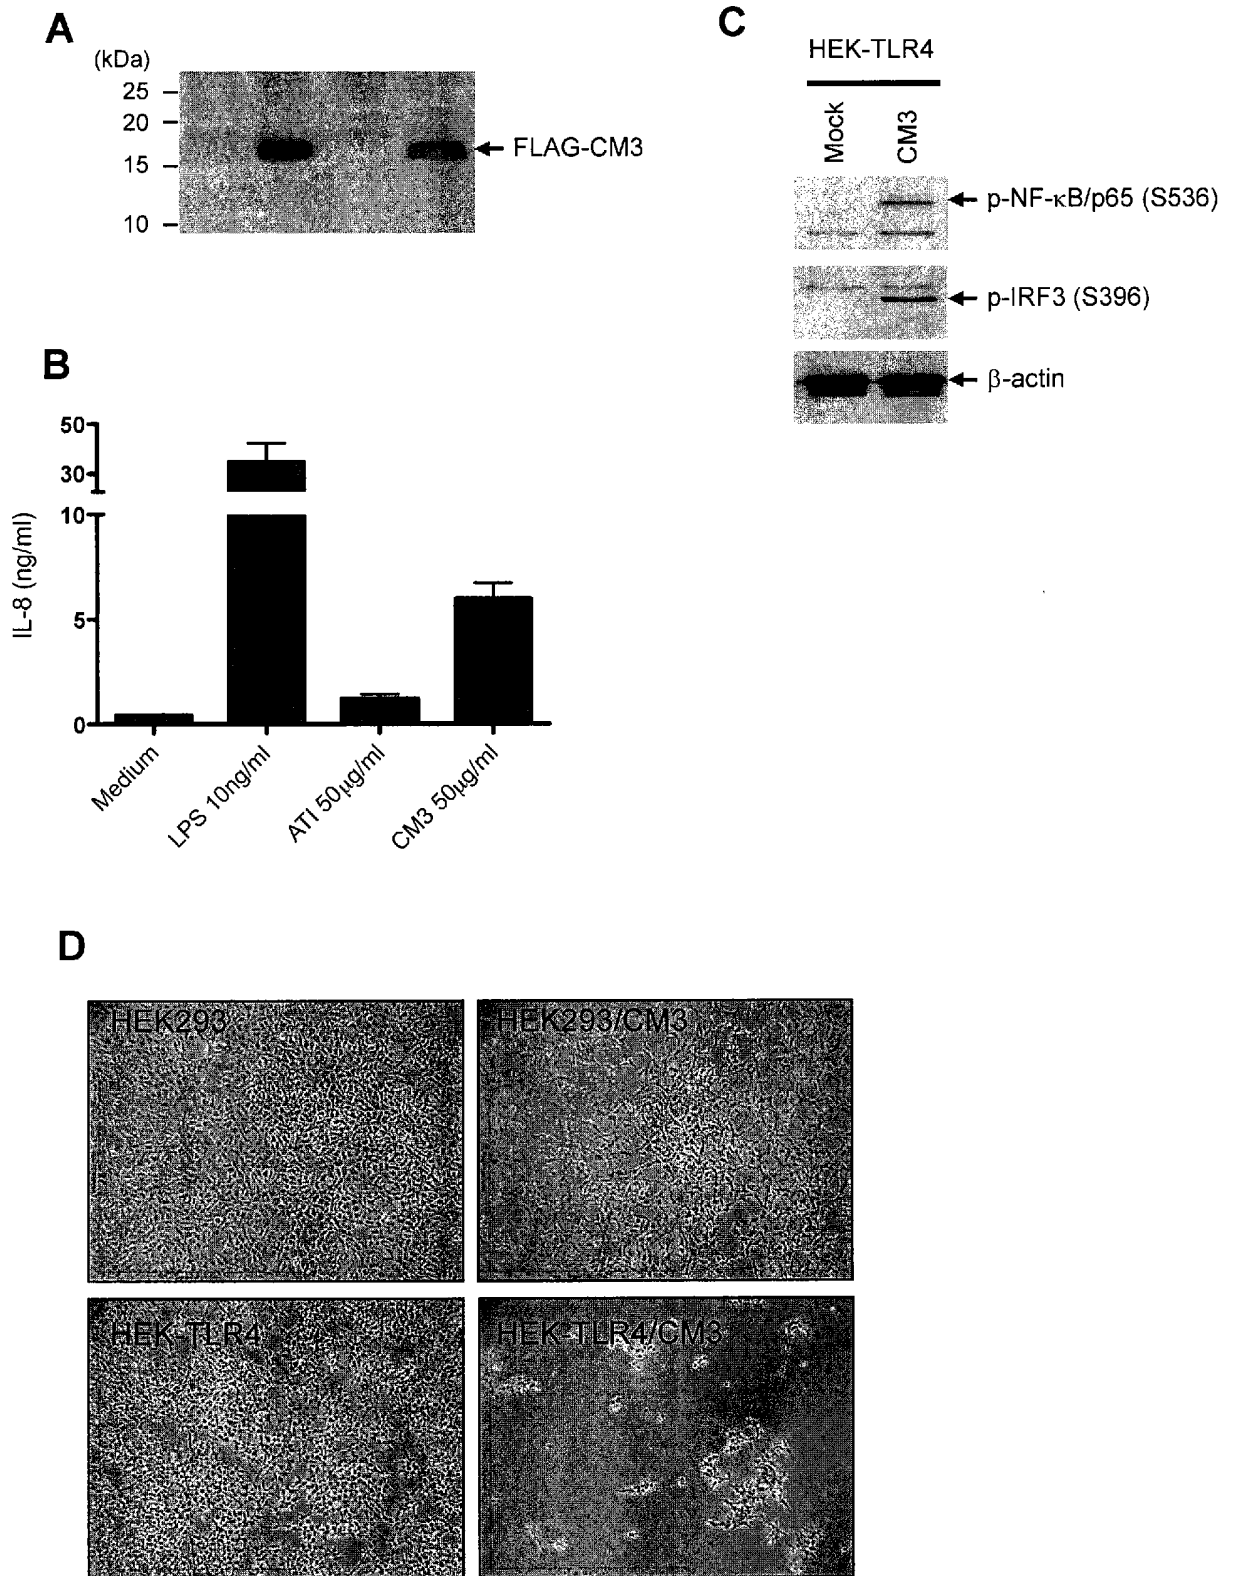 A
(kDa)
25
20
15
10
FLAG-CM3
B
50
30
10
5
0
IL-8 (ng/ml)
Medium
LPS 10ng/ml
ATI 50μg/ml
CM3 50μg/ml
C
HEK-TLR4
Mock
CM3
p-NF-κB/p65 (S536)
p-IRF3 (S396)
β-actin
D
HEK293
HEK293/CM3
HEK-TLR4
HEK-TLR4/CM3